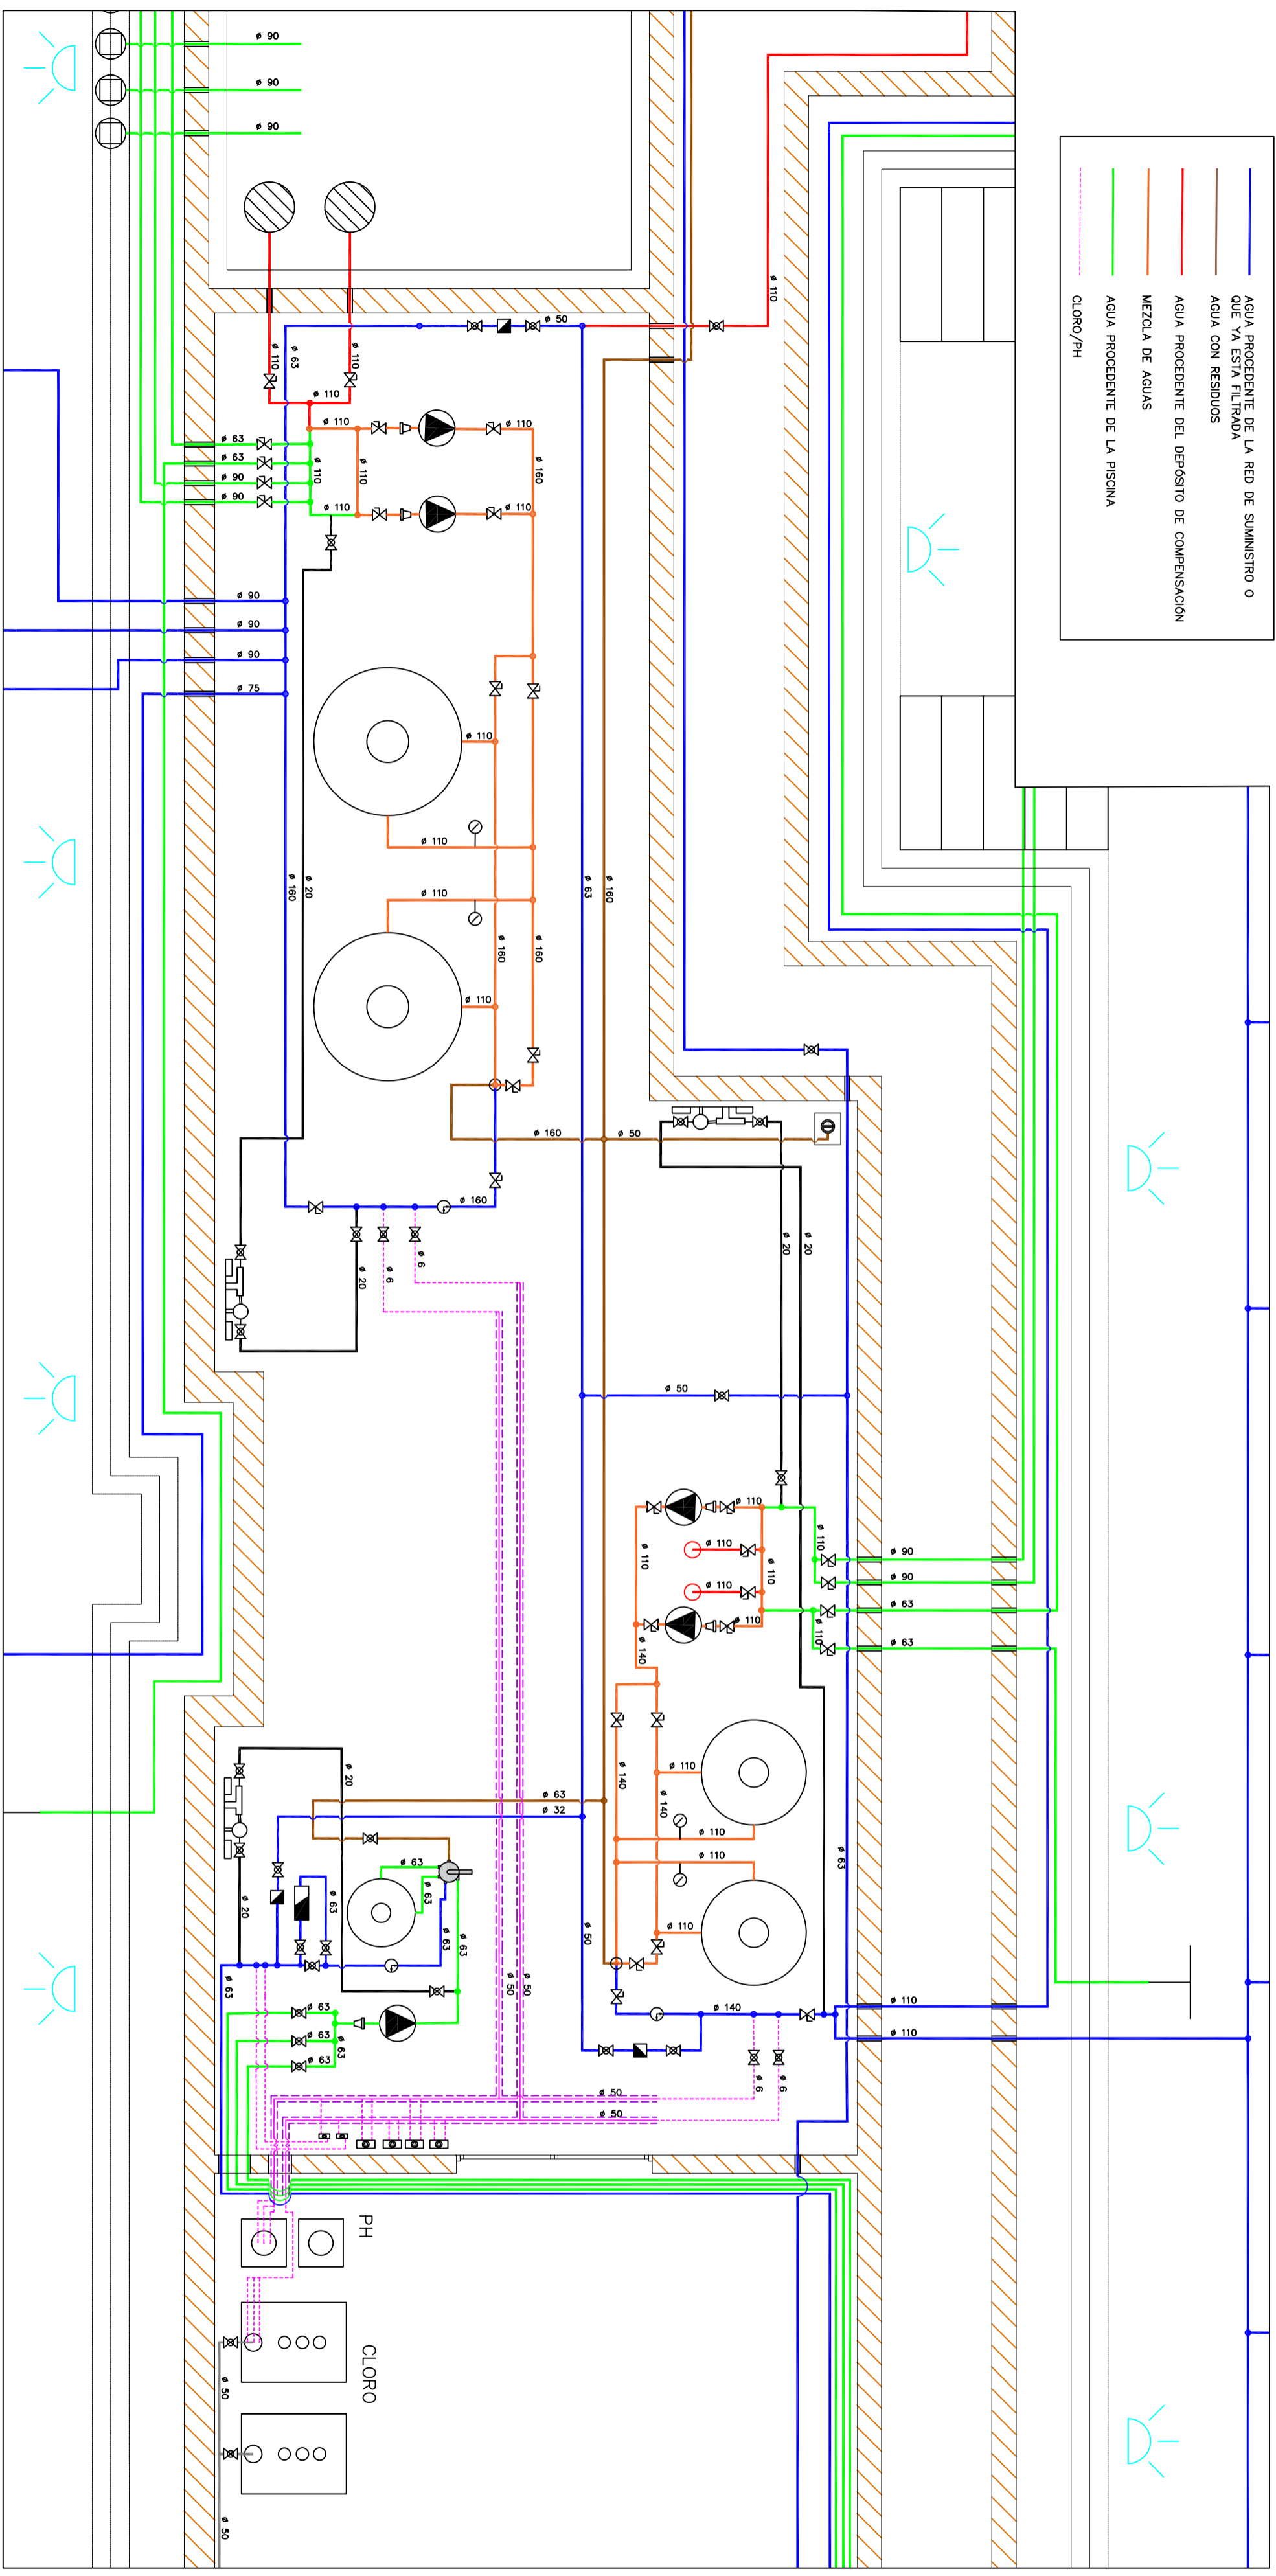 AGUA PROCEDENTE DE LA RED DE SUMINISTRO O
QUE YA ESTA FILTRADA
AGUA CON RESIDUOS
AGUA PROCEDENTE DEL DEPÓSITO DE COMPENSACIÓN
MEZCLA DE AGUAS
AGUA PROCEDENTE DE LA PISCINA
CLORO/PH
ø 90
ø 90
ø 90
ø 110
ø 50
ø 63
ø 110
ø 110
ø 110
ø 110
ø 110
ø 110
ø 110
ø 110
ø 110
ø 160
ø 110
ø 63
ø 63
ø 90
ø 90
ø 90
ø 90
ø 90
ø 75
ø 110
ø 110
ø 110
ø 110
ø 160
ø 20
ø 63
ø 160
ø 160
ø 160
ø 160
ø 50
ø 160
ø 6
ø 6
ø 20
ø 20
ø 20
ø 50
ø 110
ø 110
ø 110
ø 110
ø 110
ø 110
ø 110
ø 110
ø 90
ø 90
ø 63
ø 63
ø 140
ø 110
ø 140
ø 140
ø 110
ø 110
ø 110
ø 63
ø 63
ø 32
ø 20
ø 63
ø 63
ø 63
ø 63
ø 63
ø 20
ø 50
ø 50
ø 50
ø 63
ø 63
ø 63
ø 63
ø 63
ø 140
ø 110
ø 110
ø 6
ø 6
ø 50
ø 50
PH
CLORO
ø 50
ø 50